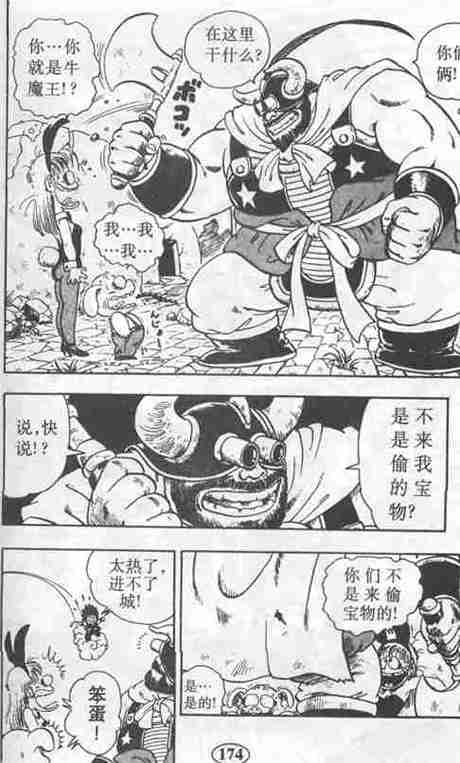 你们
俩!
在这里
干什么?
ボコッ
你…你
就是牛
魔王!?
我…我
…我…
是不
是来
偷我
的宝
物?
说,快
说!?
你们不
是来偷
宝物的!
是…
是的!
太热了,
进不了
城!
笨蛋!
174